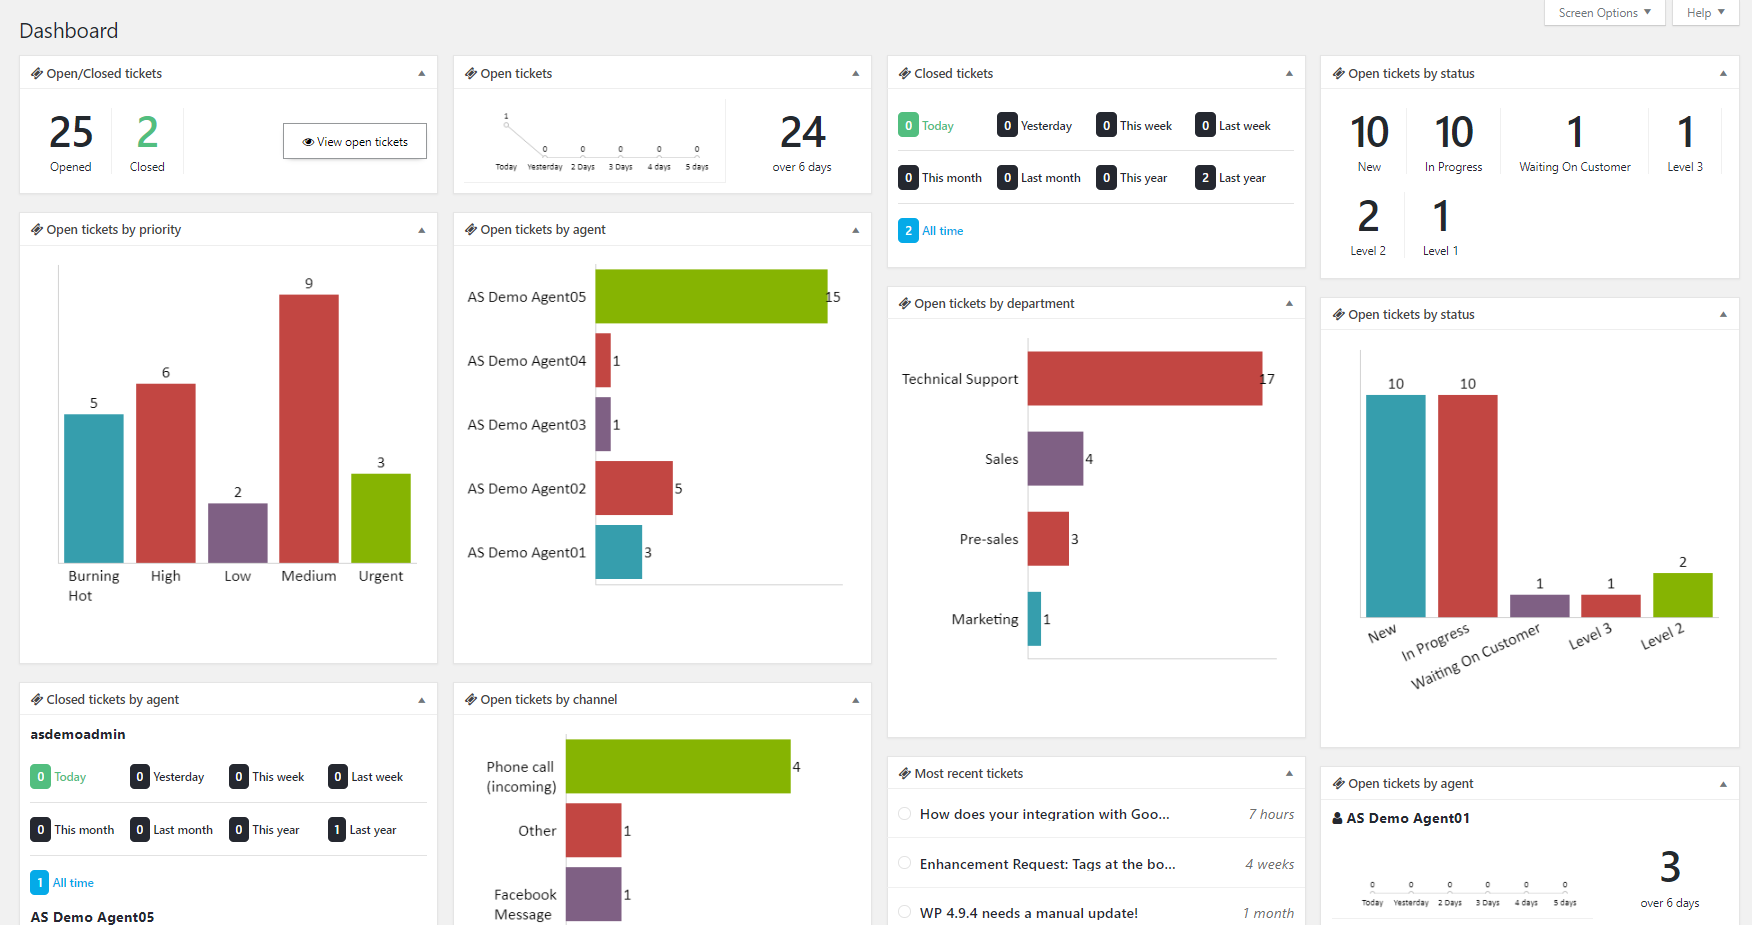 Screen Options
Help
Dashboard
Open/Closed tickets
25
Opened
2
Closed
View open tickets
Open tickets by priority
5
6
2
9
3
Burning Hot
High
Low
Medium
Urgent
Closed tickets by agent
asdemoadmin
0 Today
0 Yesterday
0 This week
0 Last week
0 This month
0 Last month
0 This year
1 Last year
1 All time
AS Demo Agent05
Open tickets
1
0
0
0
0
0
Today
Yesterday
2 Days
3 Days
4 days
5 days
24
over 6 days
Open tickets by agent
AS Demo Agent05
15
AS Demo Agent04
1
AS Demo Agent03
1
AS Demo Agent02
5
AS Demo Agent01
3
Open tickets by channel
Phone call
(incoming)
4
Other
1
Facebook
Message
1
Closed tickets
0 Today
0 Yesterday
0 This week
0 Last week
0 This month
0 Last month
0 This year
2 Last year
2 All time
Open tickets by department
Technical Support
17
Sales
4
Pre-sales
3
Marketing
1
Most recent tickets
How does your integration with Goo...
7 hours
Enhancement Request: Tags at the bo...
4 weeks
WP 4.9.4 needs a manual update!
1 month
Open tickets by status
10
New
10
In Progress
1
Waiting On Customer
1
Level 3
2
Level 2
1
Level 1
Open tickets by status
10
10
1
1
2
New
In Progress
Waiting On Customer
Level 3
Level 2
Open tickets by agent
AS Demo Agent01
0
0
0
0
0
0
Today
Yesterday
2 Days
3 Days
4 days
5 days
3
over 6 days